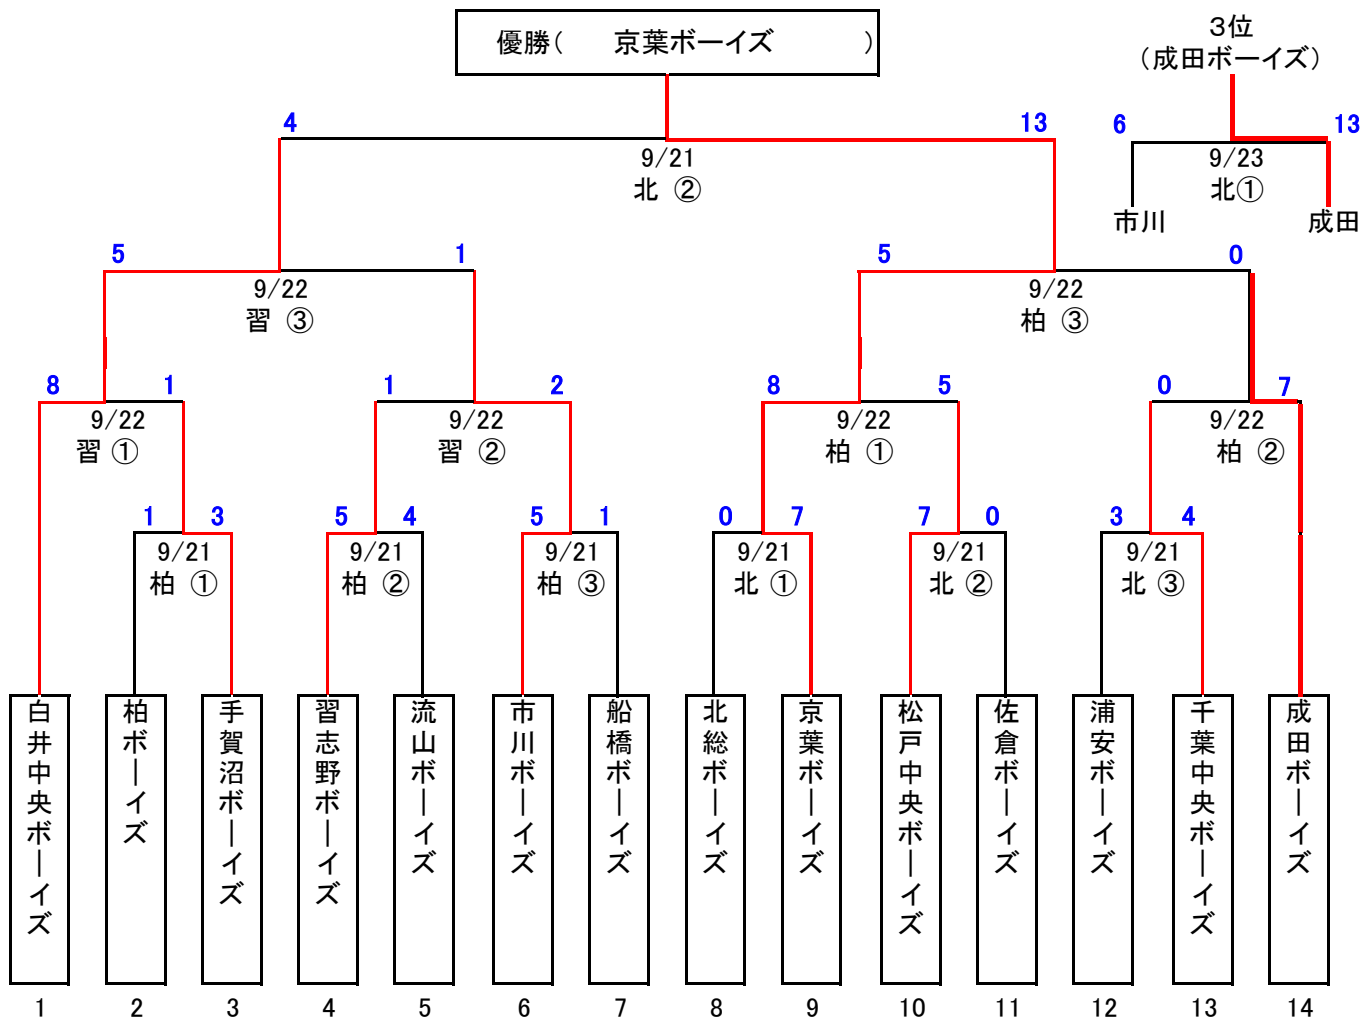 優勝(　京葉ボーイズ　)
3位
（成田ボーイズ）
4 13
9/21
北 ②
6 13
9/23
北①
市川 成田
5 1
9/22
習 ③
5 0
9/22
柏 ③
8 1
9/22
習 ①
1 2
9/22
習 ②
8 5
9/22
柏 ①
0 7
9/22
柏 ②
1 3
9/21
柏 ①
5 4
9/21
柏 ②
5 1
9/21
柏 ③
0 7
9/21
北 ①
7 0
9/21
北 ②
3 4
9/21
北 ③
白井中央ボーイズ
柏ボーイズ
手賀沼ボーイズ
習志野ボーイズ
流山ボーイズ
市川ボーイズ
船橋ボーイズ
北総ボーイズ
京葉ボーイズ
松戸中央ボーイズ
佐倉ボーイズ
浦安ボーイズ
千葉中央ボーイズ
成田ボーイズ
1 2 3 4 5 6 7 8 9 10 11 12 13 14